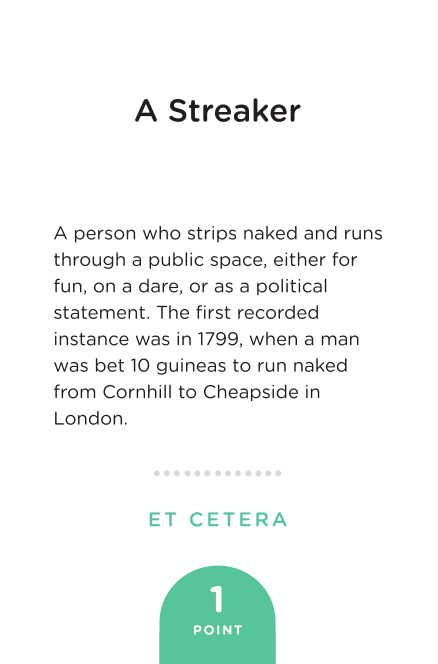 A Streaker
A person who strips naked and runs
through a public space, either for
fun, on a dare, or as a political
statement. The first recorded
instance was in 1799, when a man
was bet 10 guineas to run naked
from Cornhill to Cheapside in
London.
ET CETERA
1
POINT